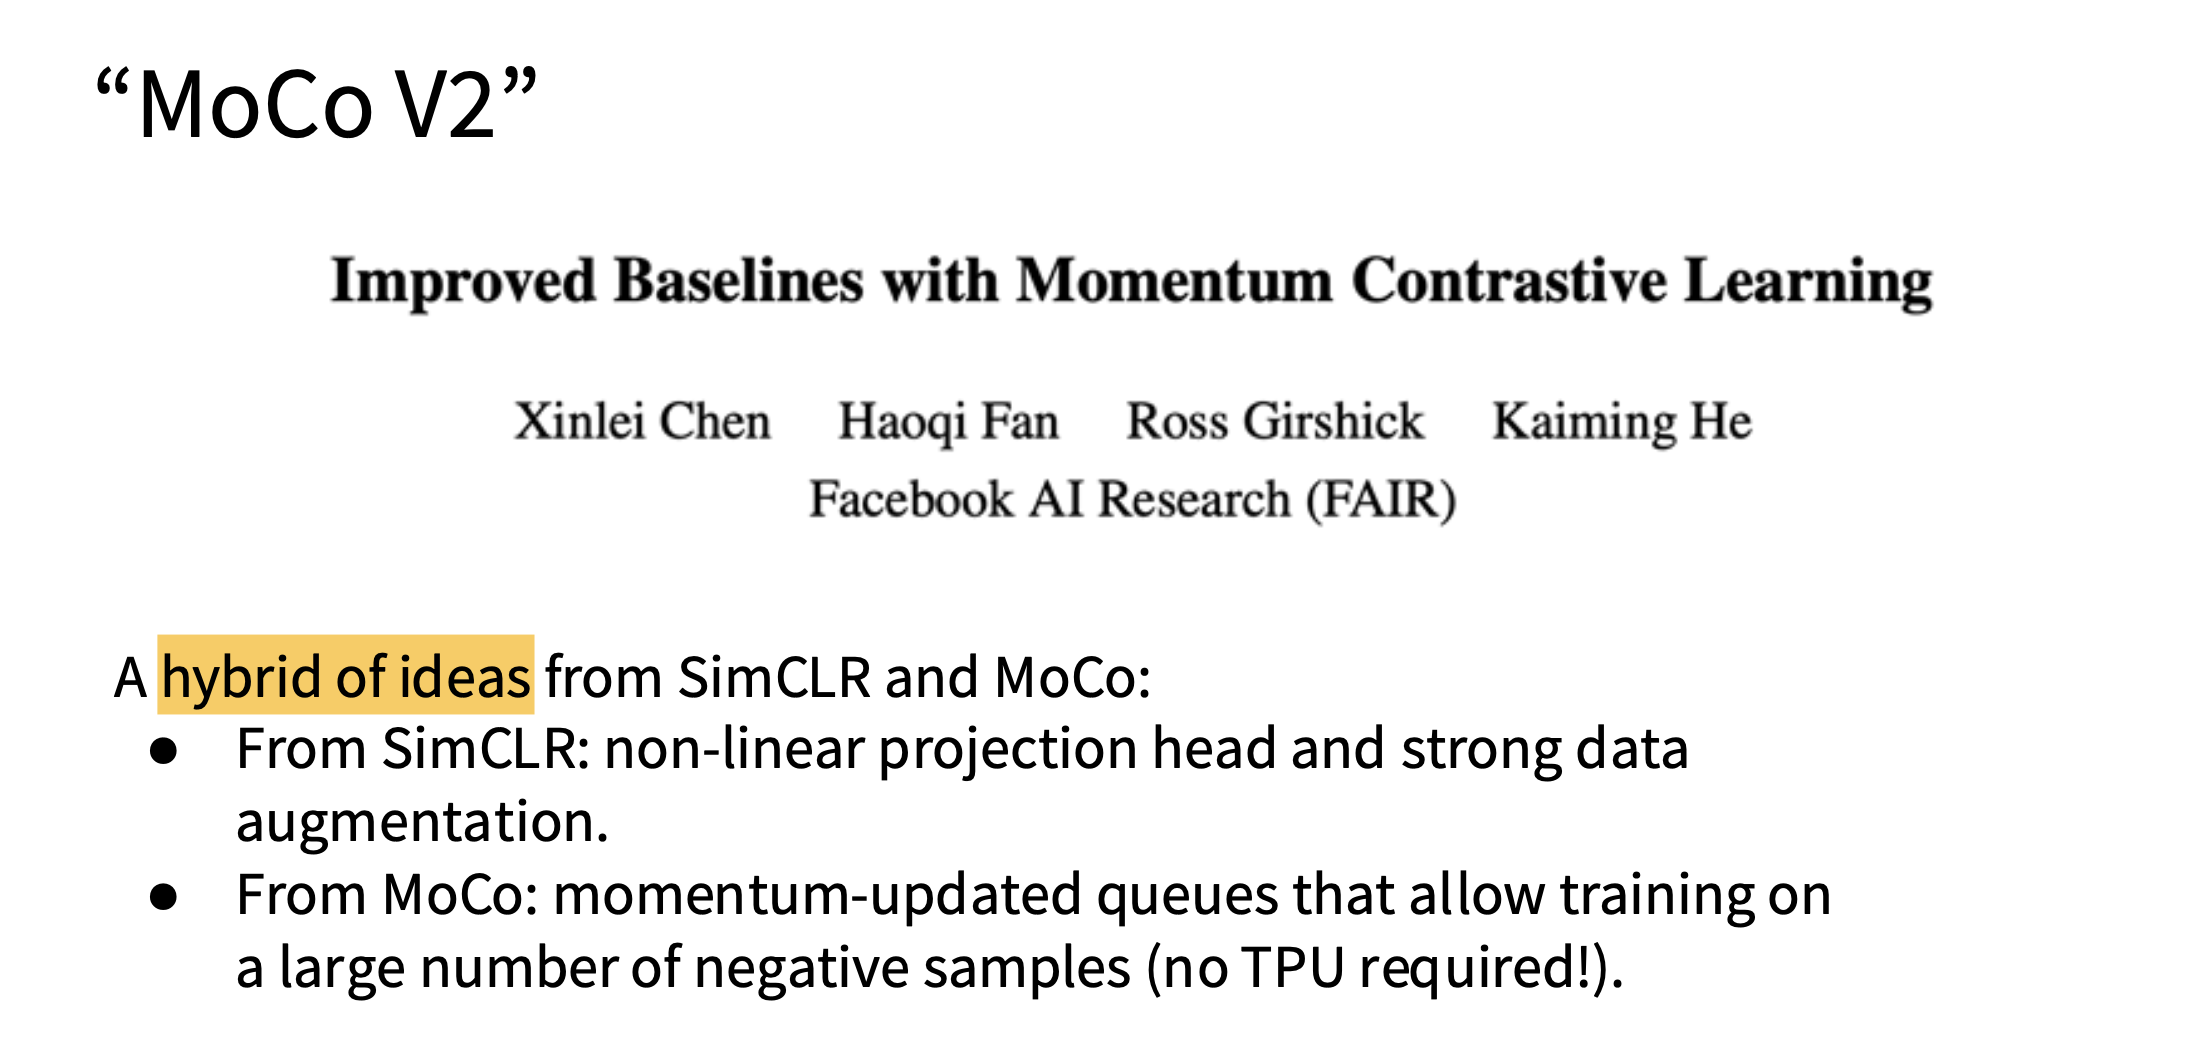 “MoCo V2”
Improved Baselines with Momentum Contrastive Learning
Xinlei Chen Haoqi Fan Ross Girshick Kaiming He
Facebook AI Research (FAIR)
A hybrid of ideas from SimCLR and MoCo:
● From SimCLR: non-linear projection head and strong data
augmentation.
● From MoCo: momentum-updated queues that allow training on
a large number of negative samples (no TPU required!).